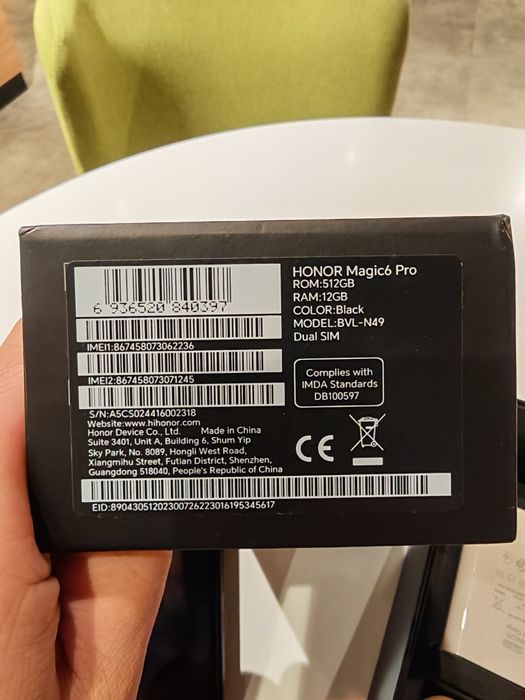 6 936520 840397
IMEI1:867458073062236
IMEI2:867458073071245
S/N:A5CS024416002318
Website:www.hihonor.com
Honor Device Co., Ltd. Made in China
Suite 3401, Unit A, Building 6, Shum Yip
Sky Park, No. 8089, Hongli West Road,
Xiangmihu Street, Futian District, Shenzhen,
Guangdong 518040, People's Republic of China
EID:89043051202300726223016195345617
HONOR Magic6 Pro
ROM:512GB
RAM:12GB
COLOR:Black
MODEL:BVL-N49
Dual SIM
Complies with
IMDA Standards
DB100597
CE